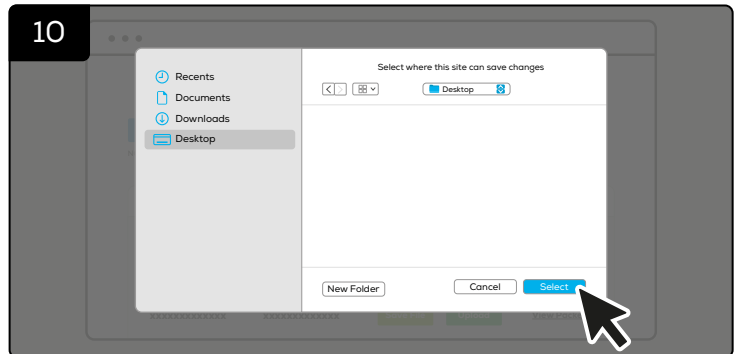 10
Select where this site can save changes
Recents
Documents
Downloads
Desktop
Desktop
New Folder
Cancel
Select